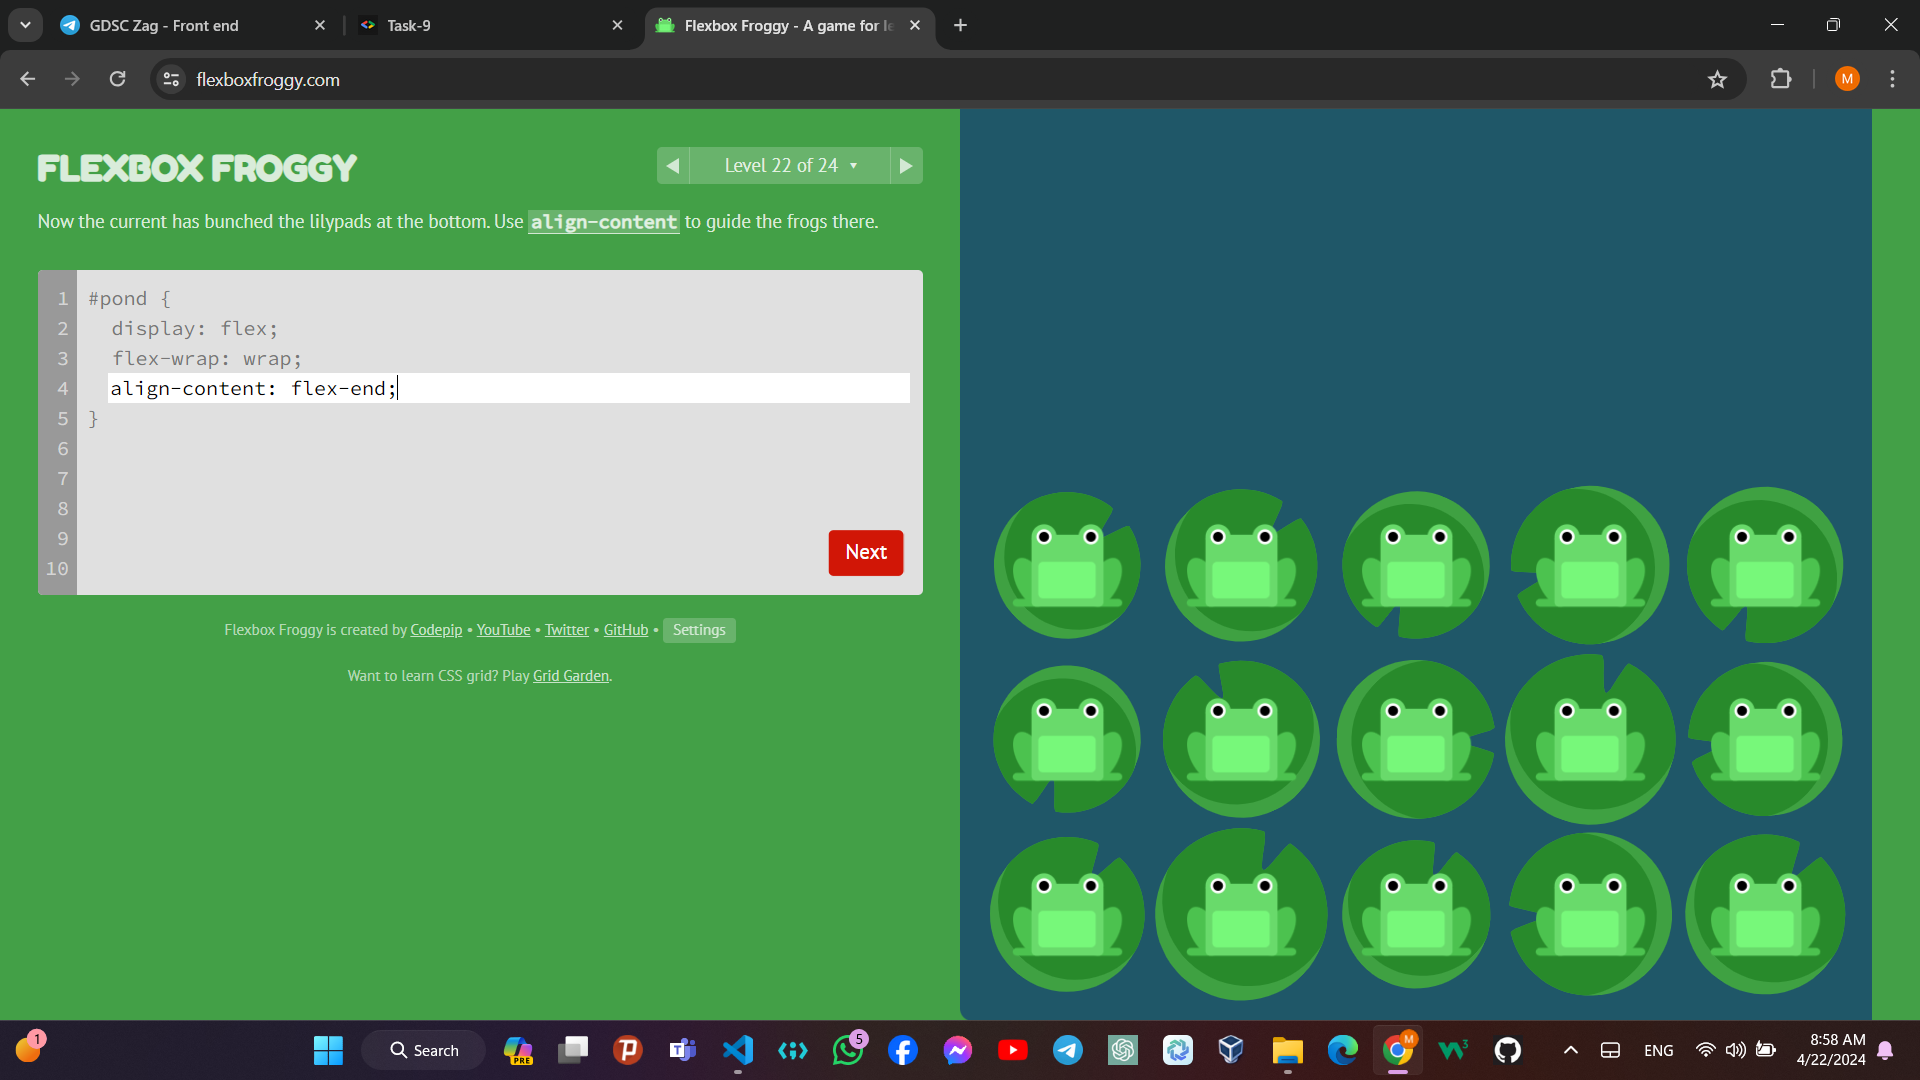 GDSC Zag - Front end
Task-9
Flexbox Froggy - A game for le
flexboxfroggy.com
M
FLEXBOX FROGGY
Level 22 of 24
Now the current has bunched the lilypads at the bottom. Use align-content to guide the frogs there.
1 #pond {
2 display: flex;
3 flex-wrap: wrap;
4 align-content: flex-end;
5 }
6
7
8
9
10
Next
Flexbox Froggy is created by Codepip • YouTube • Twitter • GitHub • Settings
Want to learn CSS grid? Play Grid Garden.
1
Search
PRE
5
M
3
ENG
8:58 AM
4/22/2024